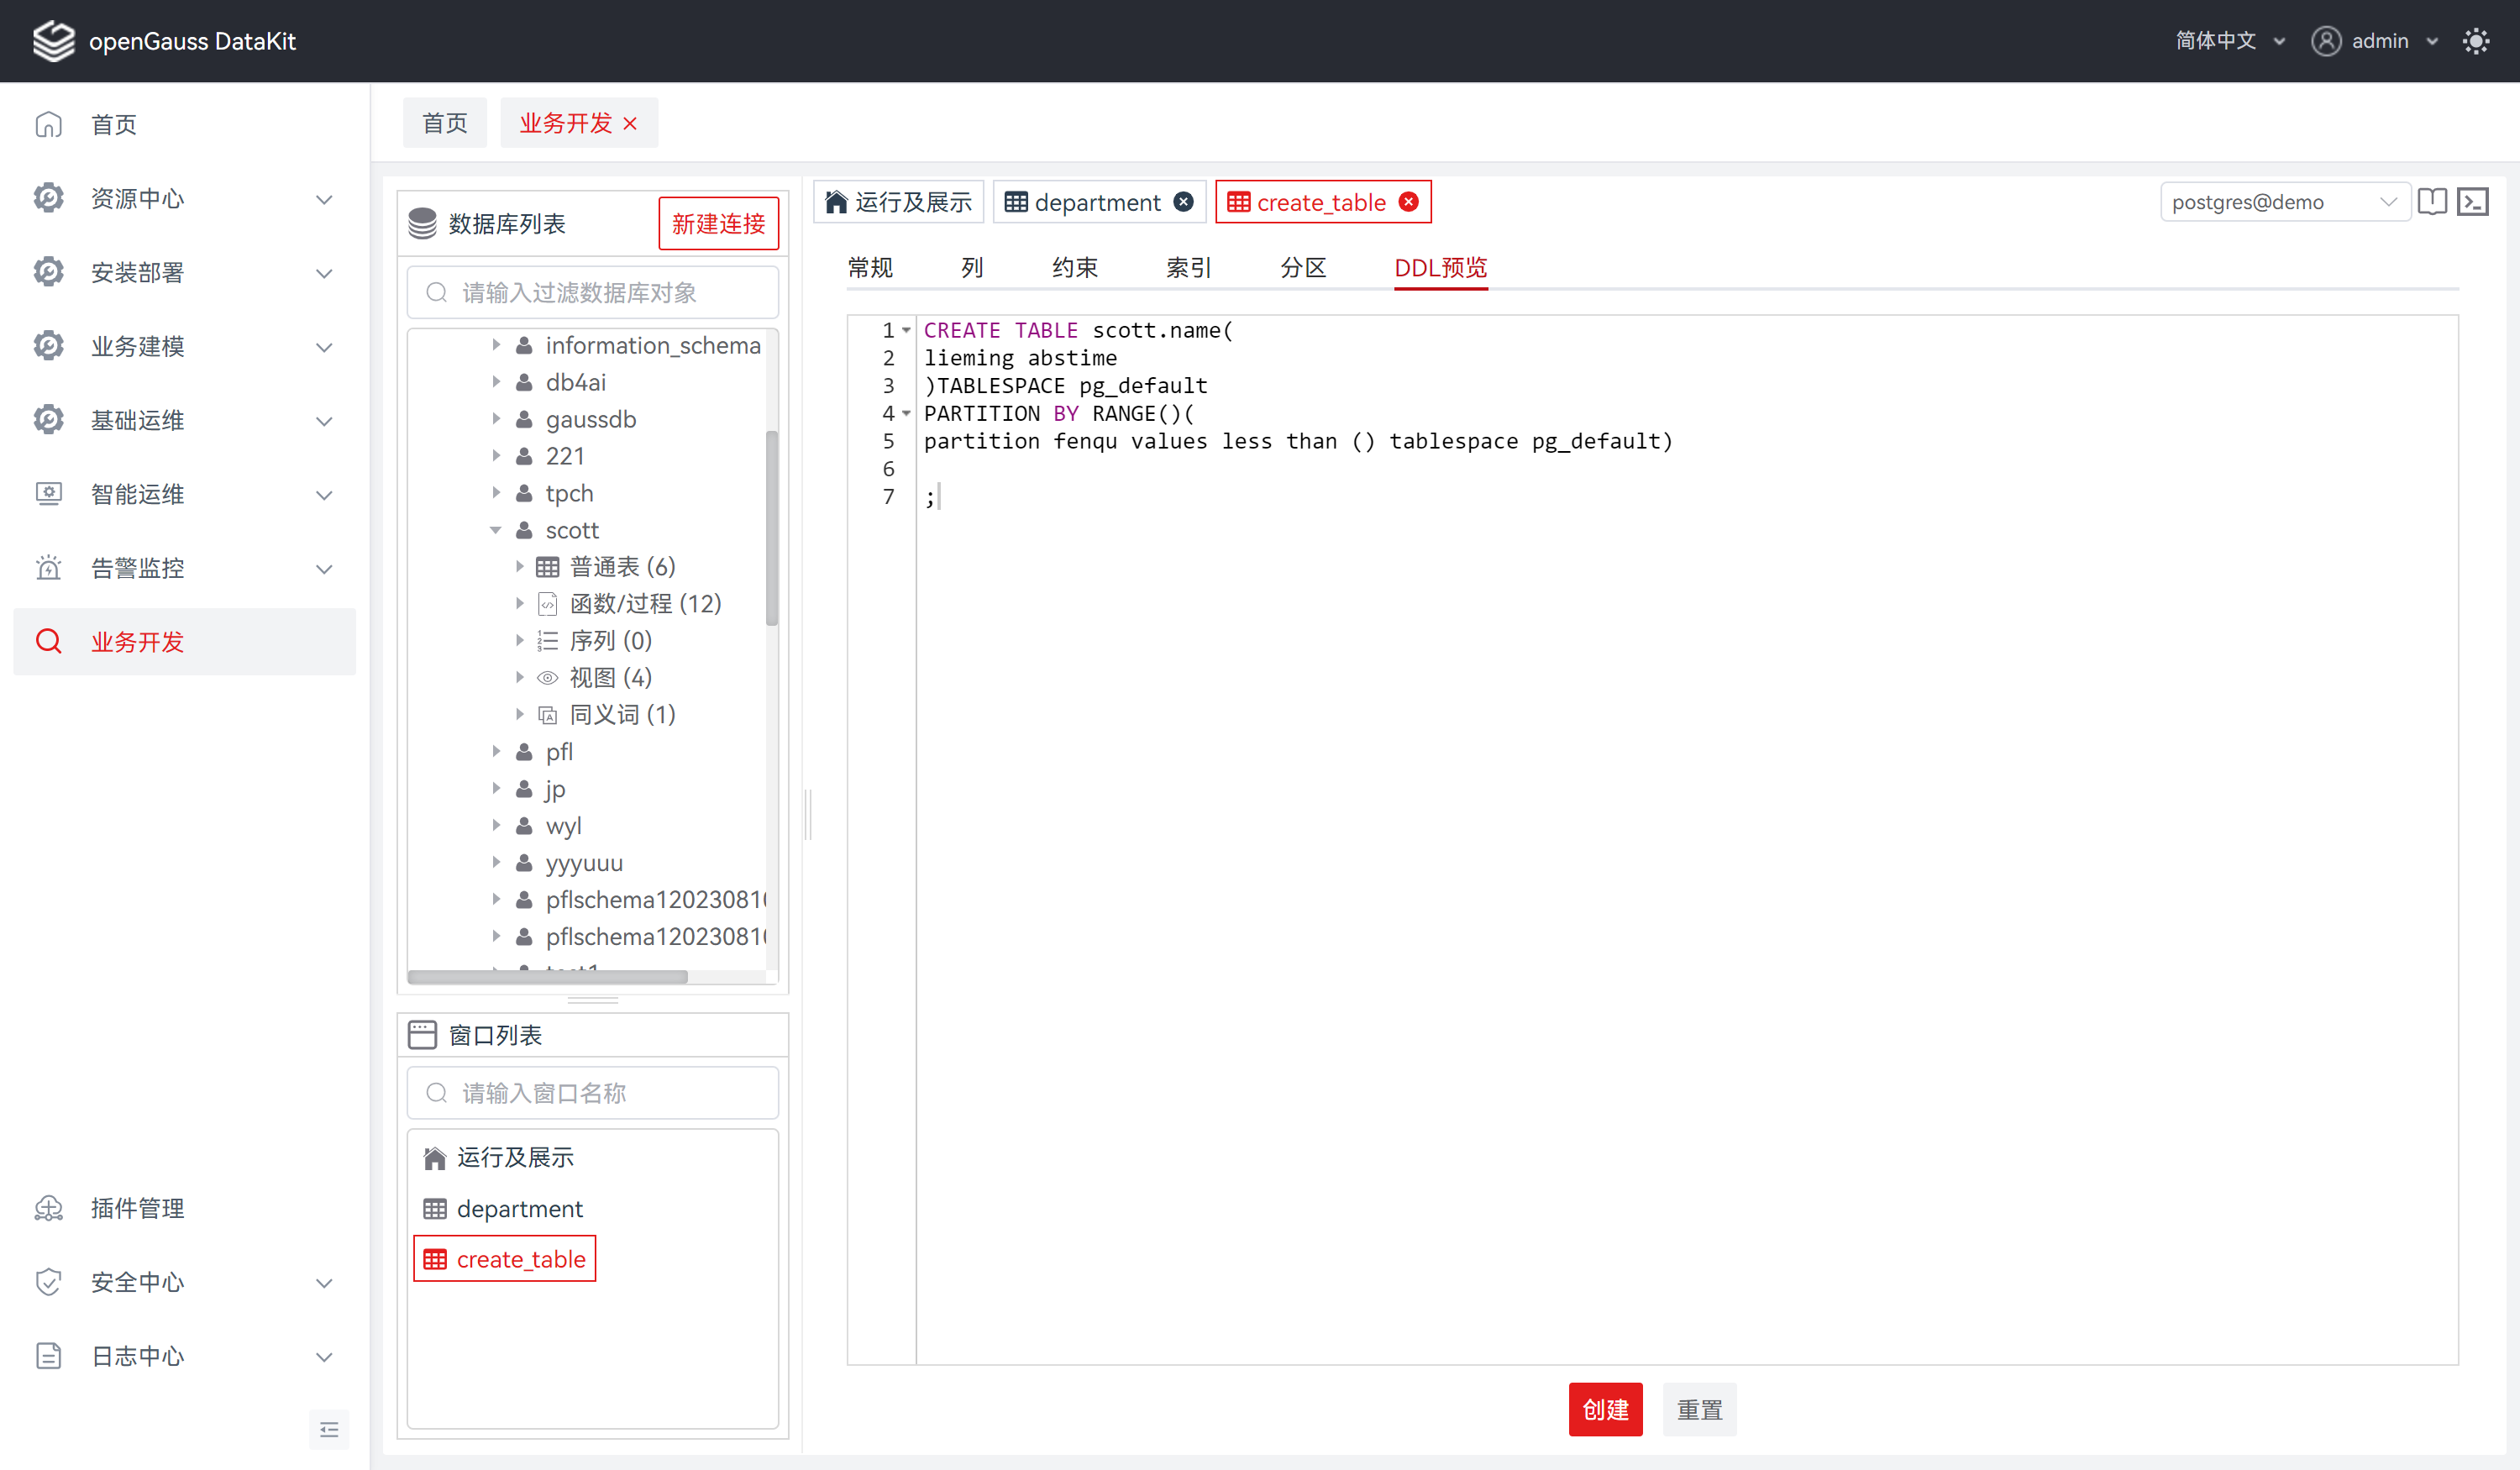 openGauss DataKit
简体中文
admin
首页
资源中心
安装部署
业务建模
基础运维
智能运维
告警监控
业务开发
插件管理
安全中心
日志中心
首页
业务开发
数据库列表
新建连接
请输入过滤数据库对象
information_schema
db4ai
gaussdb
221
tpch
scott
普通表 (6)
函数/过程 (12)
序列 (0)
视图 (4)
同义词 (1)
pfl
jp
wyl
yyyuuu
pflschema12023081
pflschema12023081
窗口列表
请输入窗口名称
运行及展示
department
create_table
运行及展示
department
create_table
postgres@demo
常规
列
约束
索引
分区
DDL预览
1 CREATE TABLE scott.name(
2 lieming abstime
3 )TABLESPACE pg_default
4 PARTITION BY RANGE()(
5 partition fenqu values less than () tablespace pg_default)
6
7 ;
创建
重置